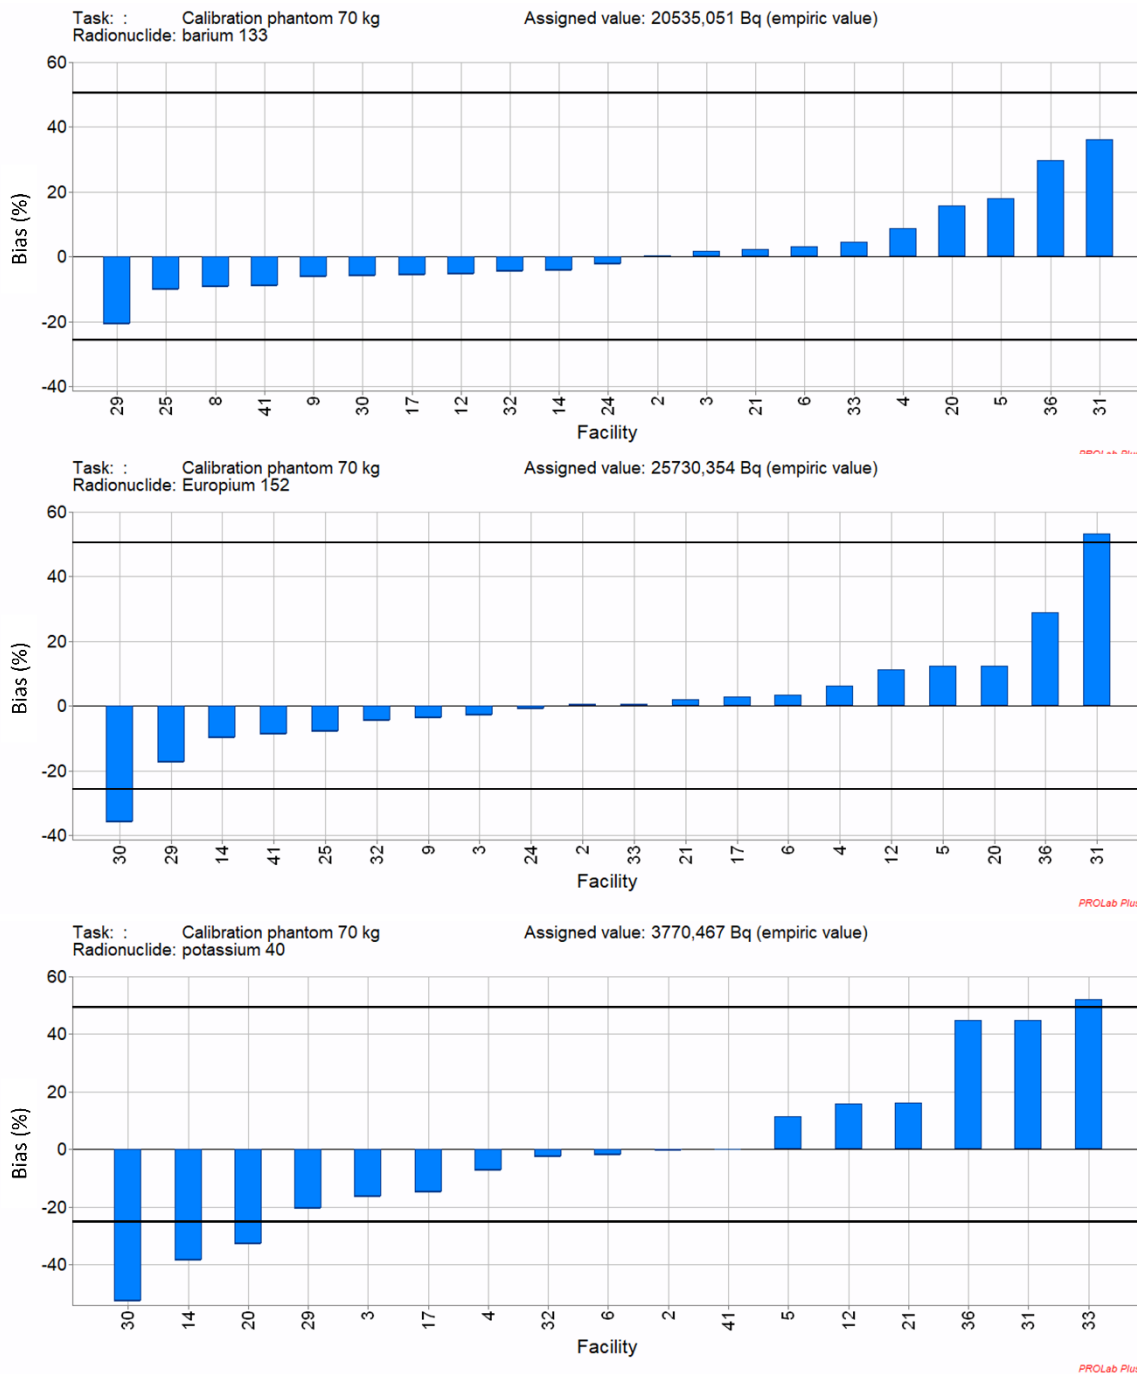 Task: : Calibration phantom 70 kg Assigned value: 20535,051 Bq (empiric value)
Radionuclide: barium 133
60
40
20
0
-20
-40
Bias (%)
29 25 8 41 9 30 17 12 32 14 24 2 3 21 6 33 4 20 5 36 31
Facility
PROLab Plus
Task: : Calibration phantom 70 kg Assigned value: 25730,354 Bq (empiric value)
Radionuclide: Europium 152
60
40
20
0
-20
-40
Bias (%)
30 29 14 41 25 32 9 3 24 2 33 21 17 6 4 12 5 20 36 31
Facility
PROLab Plus
Task: : Calibration phantom 70 kg Assigned value: 3770,467 Bq (empiric value)
Radionuclide: potassium 40
60
40
20
0
-20
-40
Bias (%)
30 14 20 29 3 17 4 32 6 2 41 5 12 21 36 31 33
Facility
PROLab Plus